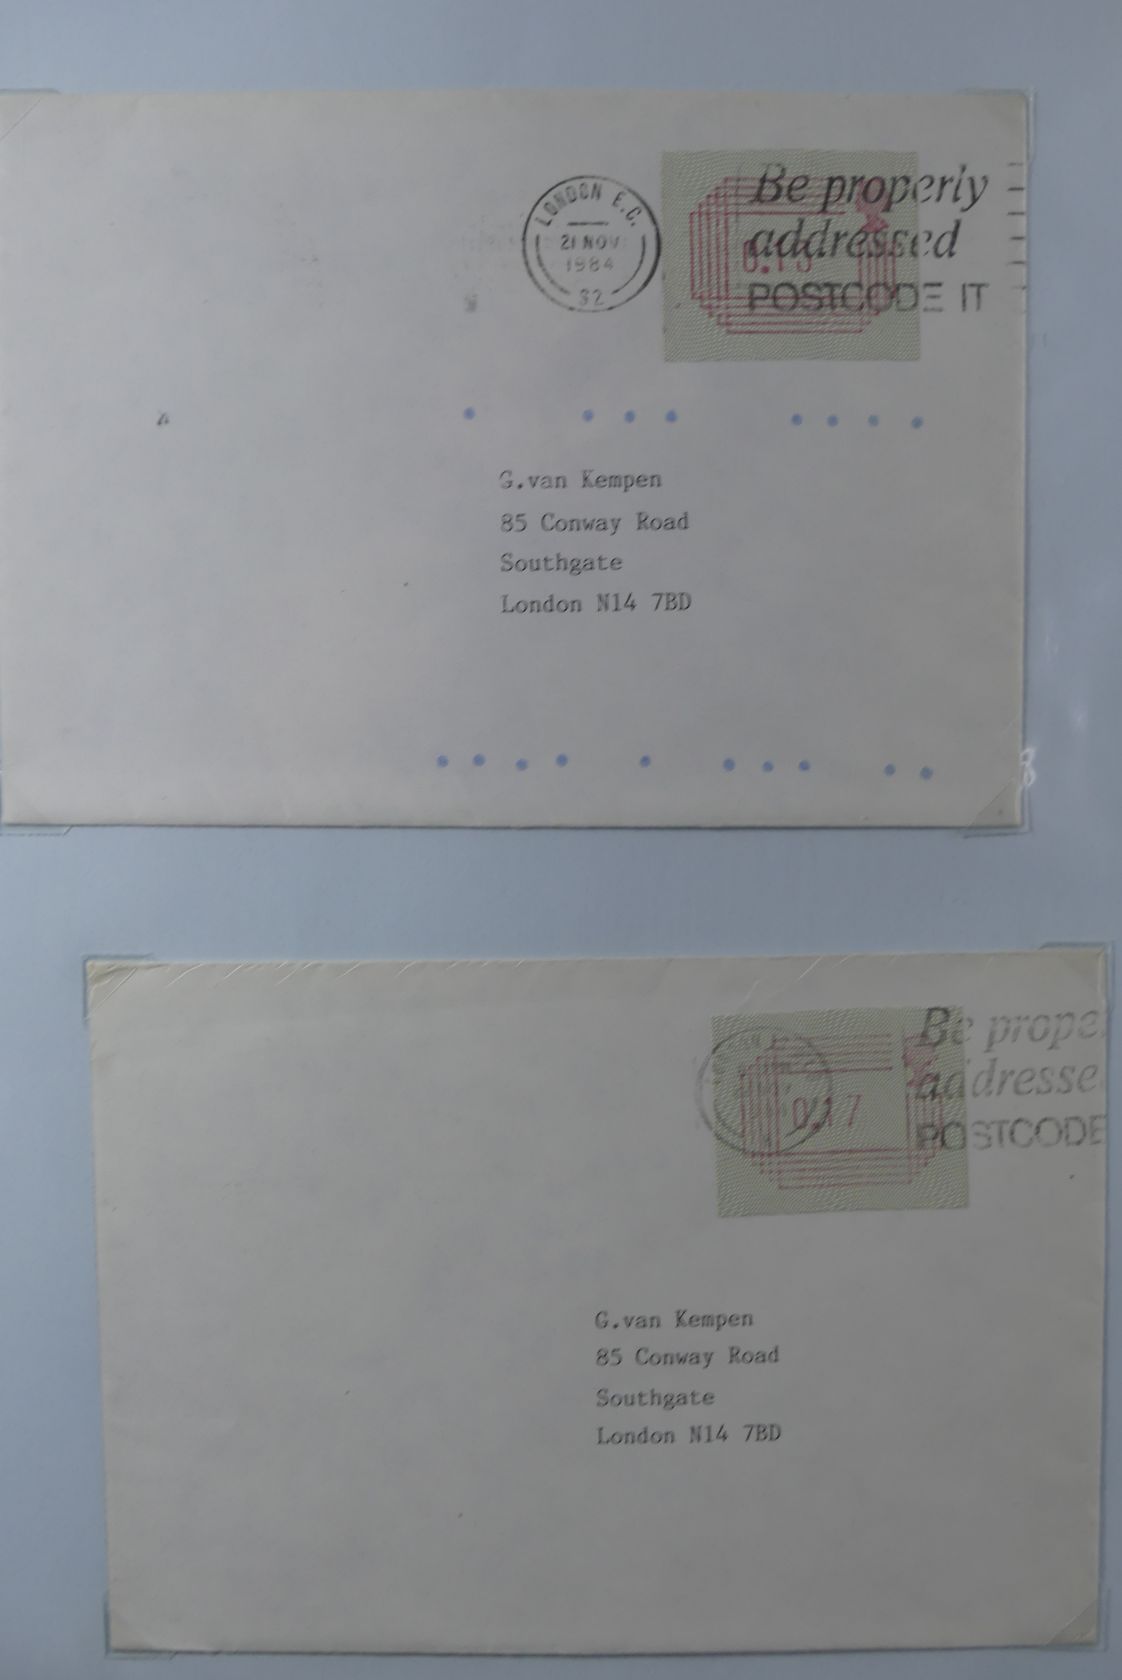 LONDON E.C.
21 NOV
1984
32
Be properly
addressed
POSTCODE IT
G.van Kempen
85 Conway Road
Southgate
London N14 7BD
0.17
Be prope
addresse
POSTCODE
G.van Kempen
85 Conway Road
Southgate
London N14 7BD